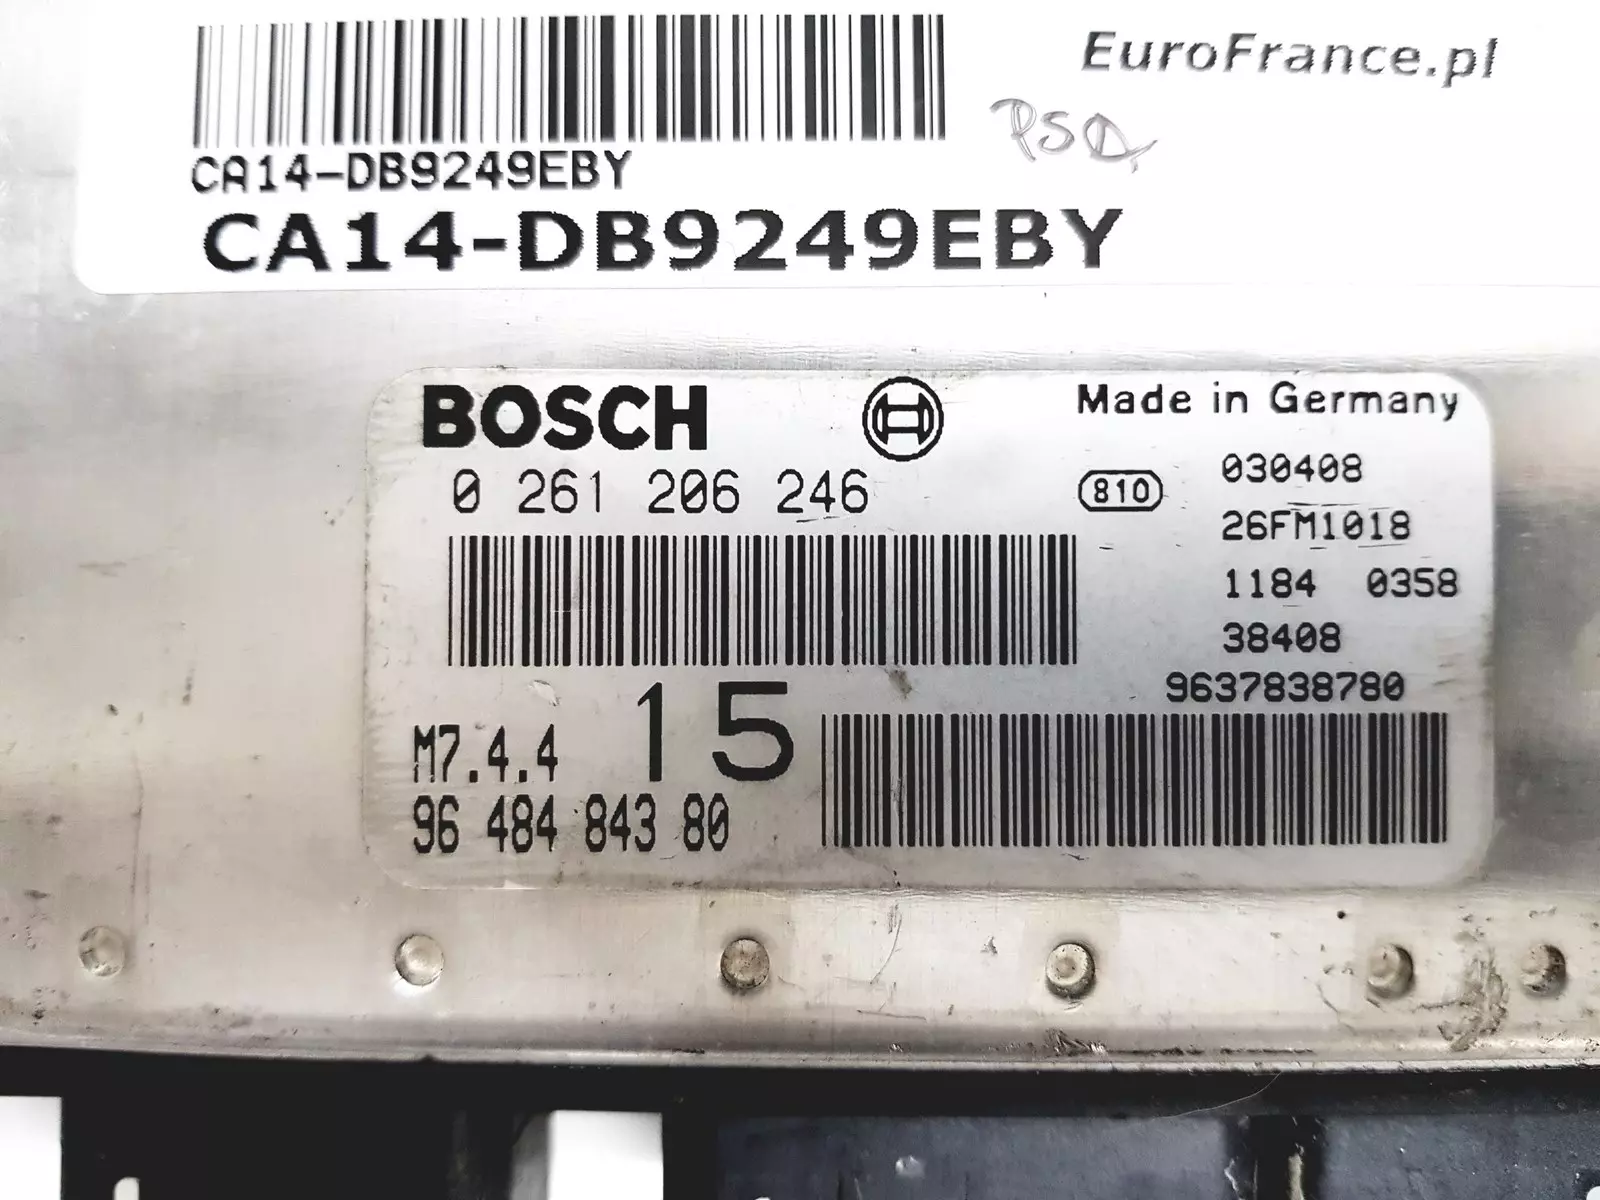 EuroFrance.pl
CA14-DB9249EBY
CA14-DB9249EBY
BOSCH
Made in Germany
0 261 206 246
810
030408
26FM1018
1184 0358
38408
9637838780
15
M7.4.4
96 484 843 80